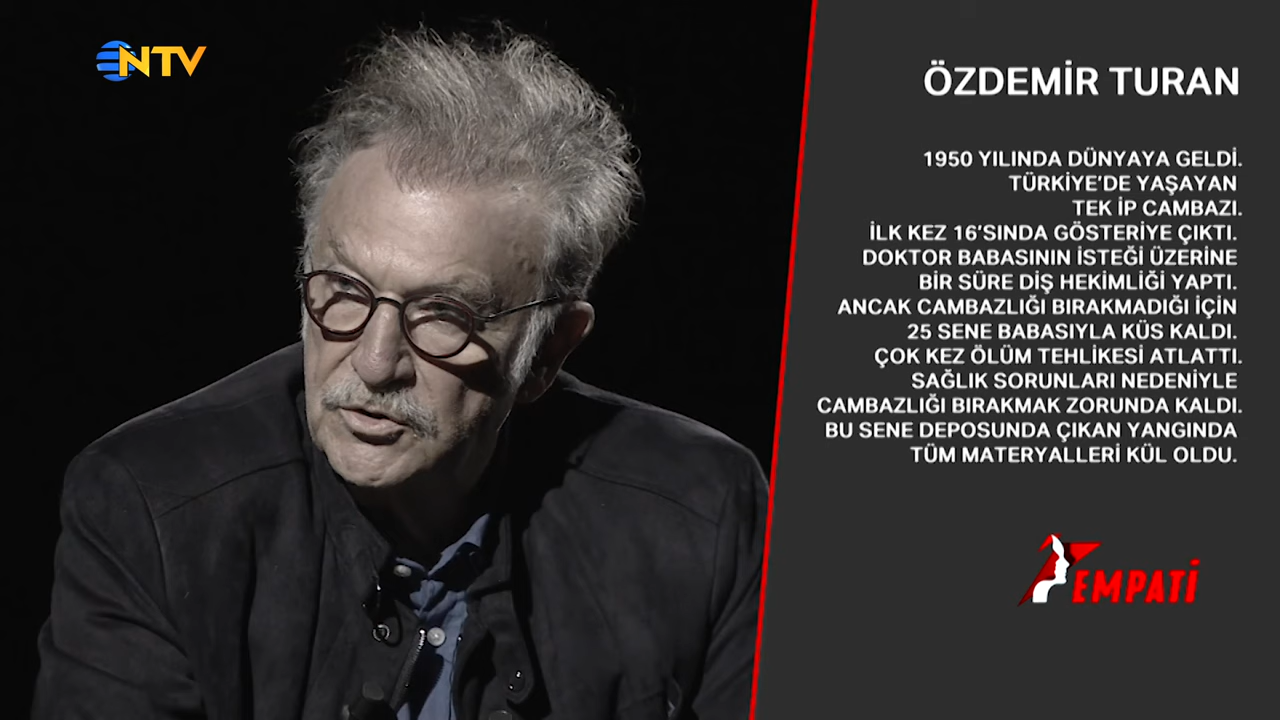 NTV
ÖZDEMİR TURAN
1950 YILINDA DÜNYAYA GELDİ.
TÜRKİYE'DE YAŞAYAN
TEK İP CAMBAZI.
İLK KEZ 16'SINDA GÖSTERİYE ÇIKTI.
DOKTOR BABASININ İSTEĞİ ÜZERİNE
BİR SÜRE DİŞ HEKİMLİĞİ YAPTI.
ANCAK CAMBAZLIĞI BIRAKMADIĞI İÇİN
25 SENE BABASIYLA KÜS KALDI.
ÇOK KEZ ÖLÜM TEHLİKESİ ATLATTI.
SAĞLIK SORUNLARI NEDENİYLE
CAMBAZLIĞI BIRAKMAK ZORUNDA KALDI.
BU SENE DEPOSUNDA ÇIKAN YANGINDA
TÜM MATERYALLERİ KÜL OLDU.
EMPATİ